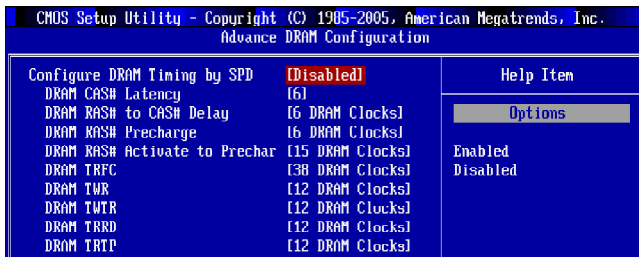 CMOS Setup Utility - Copyright (C) 1985-2005, American Megatrends, Inc.
Advance DRAM Configuration
Configure DRAM Timing by SPD [Disabled]
DRAM CAS# Latency [6]
DRAM RAS# to CAS# Delay [6 DRAM Clocks]
DRAM RAS# Precharge [6 DRAM Clocks]
DRAM RAS# Activate to Prechar [15 DRAM Clocks]
DRAM TRFC [38 DRAM Clocks]
DRAM TWR [12 DRAM Clocks]
DRAM TWTR [12 DRAM Clocks]
DRAM TRRD [12 DRAM Clocks]
DRAM TRTP [12 DRAM Clocks]
Help Item
Options
Enabled
Disabled